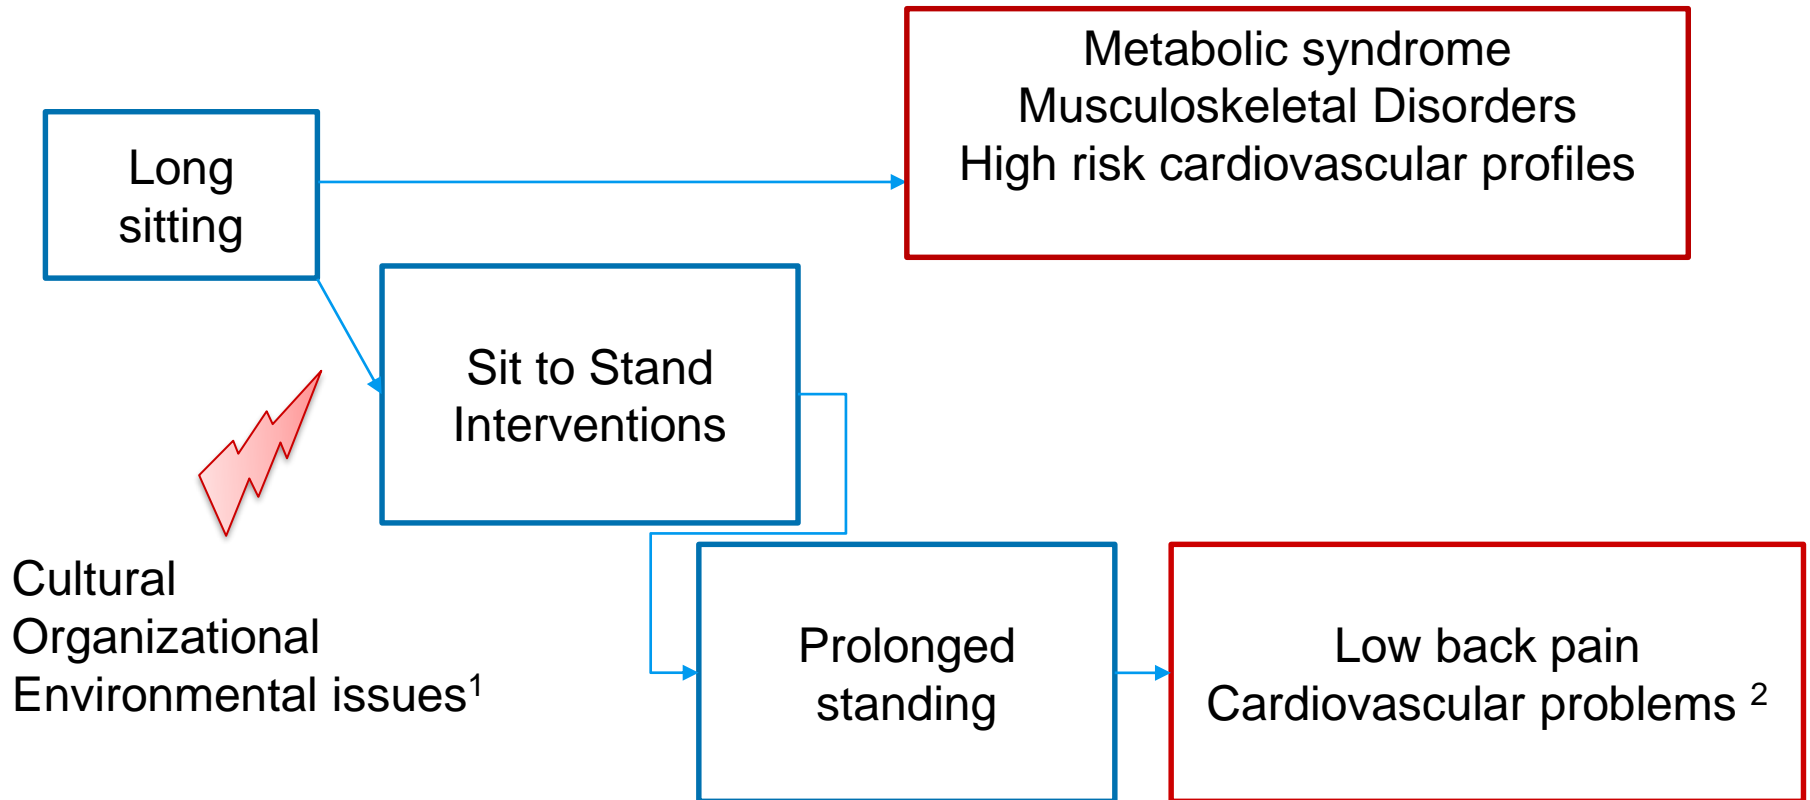 Metabolic syndrome
Musculoskeletal Disorders
High risk cardiovascular profiles
Long
sitting
Sit to Stand
Interventions
Cultural
Organizational
Environmental issues¹
Prolonged
standing
Low back pain
Cardiovascular problems ²